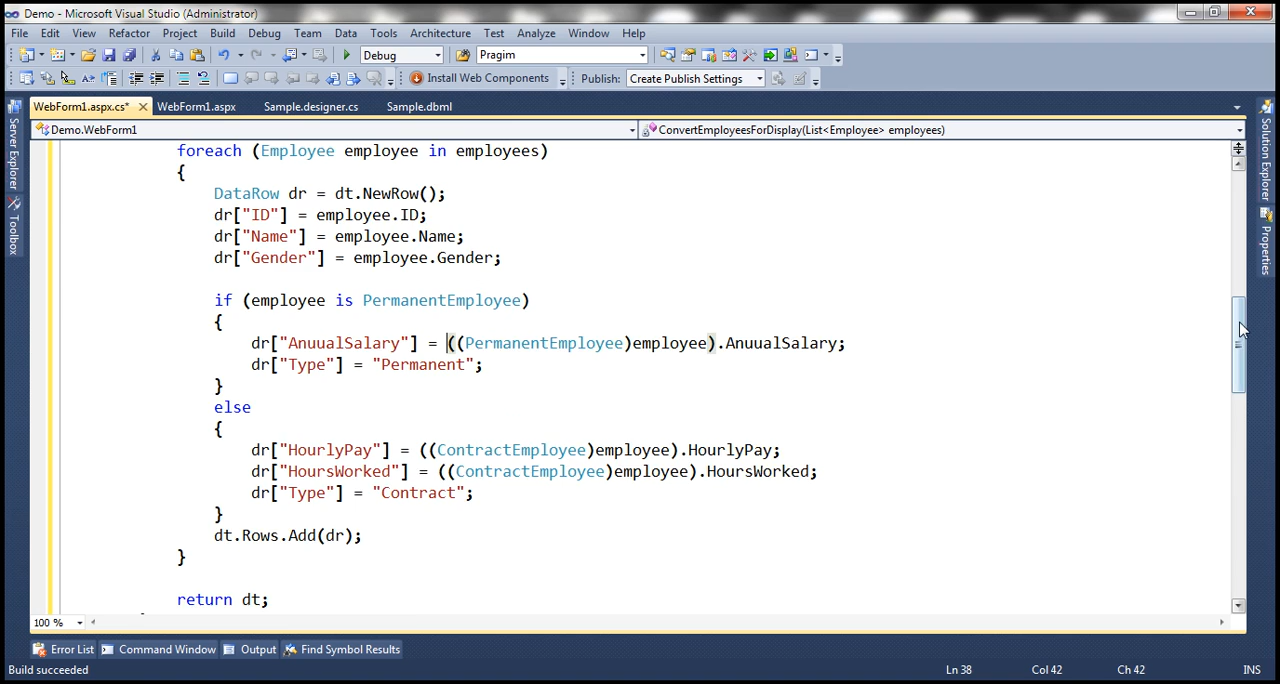 Demo - Microsoft Visual Studio (Administrator)
File Edit View Refactor Project Build Debug Team Data Tools Architecture Test Analyze Window Help
Debug Pragim
Install Web Components Publish: Create Publish Settings
WebForm1.aspx.cs* WebForm1.aspx Sample.designer.cs Sample.dbml
Demo.WebForm1 ConvertEmployeesForDisplay(List<Employee> employees)
Server Explorer
Toolbox
Solution Explorer
Properties
foreach (Employee employee in employees)
{
DataRow dr = dt.NewRow();
dr["ID"] = employee.ID;
dr["Name"] = employee.Name;
dr["Gender"] = employee.Gender;
if (employee is PermanentEmployee)
{
dr["AnuualSalary"] = ((PermanentEmployee)employee).AnuualSalary;
dr["Type"] = "Permanent";
}
else
{
dr["HourlyPay"] = ((ContractEmployee)employee).HourlyPay;
dr["HoursWorked"] = ((ContractEmployee)employee).HoursWorked;
dr["Type"] = "Contract";
}
dt.Rows.Add(dr);
}
return dt;
100 %
Error List Command Window Output Find Symbol Results
Build succeeded Ln 38 Col 42 Ch 42 INS